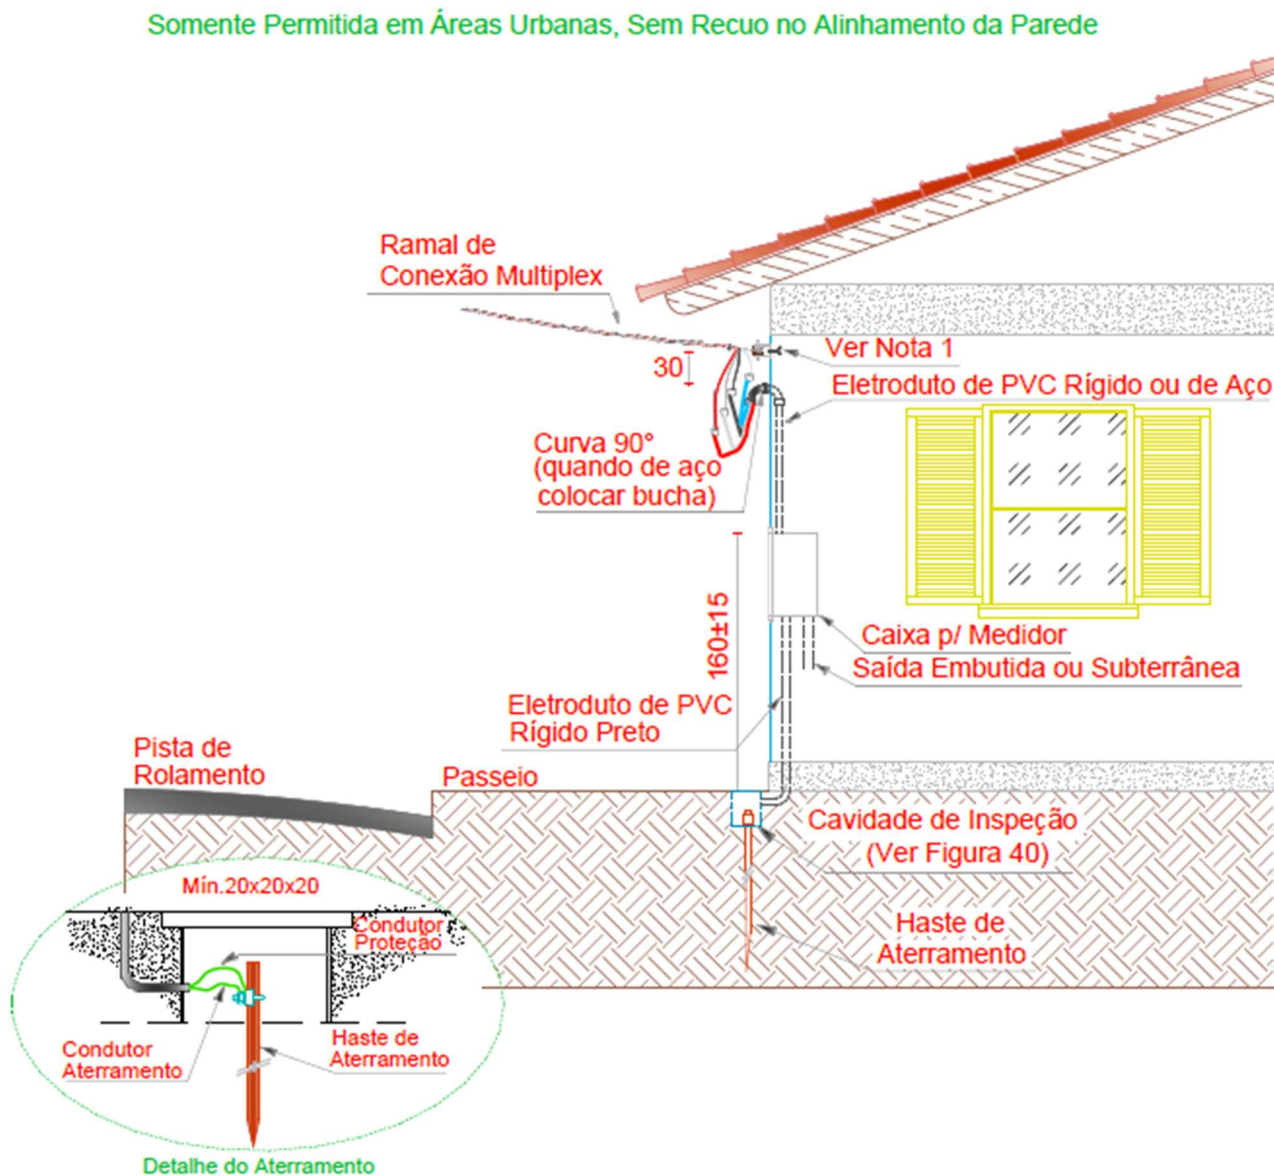 Somente Permitida em Áreas Urbanas, Sem Recuo no Alinhamento da Parede
Ramal de
Conexão Multiplex
Ver Nota 1
30
Eletroduto de PVC Rígido ou de Aço
Curva 90°
(quando de aço
colocar bucha)
160±15
Caixa p/ Medidor
Saída Embutida ou Subterrânea
Eletroduto de PVC
Rígido Preto
Pista de
Rolamento
Passeio
Cavidade de Inspeção
(Ver Figura 40)
Haste de
Aterramento
Mín.20x20x20
Condutor
Proteção
Condutor
Aterramento
Haste de
Aterramento
Detalhe do Aterramento